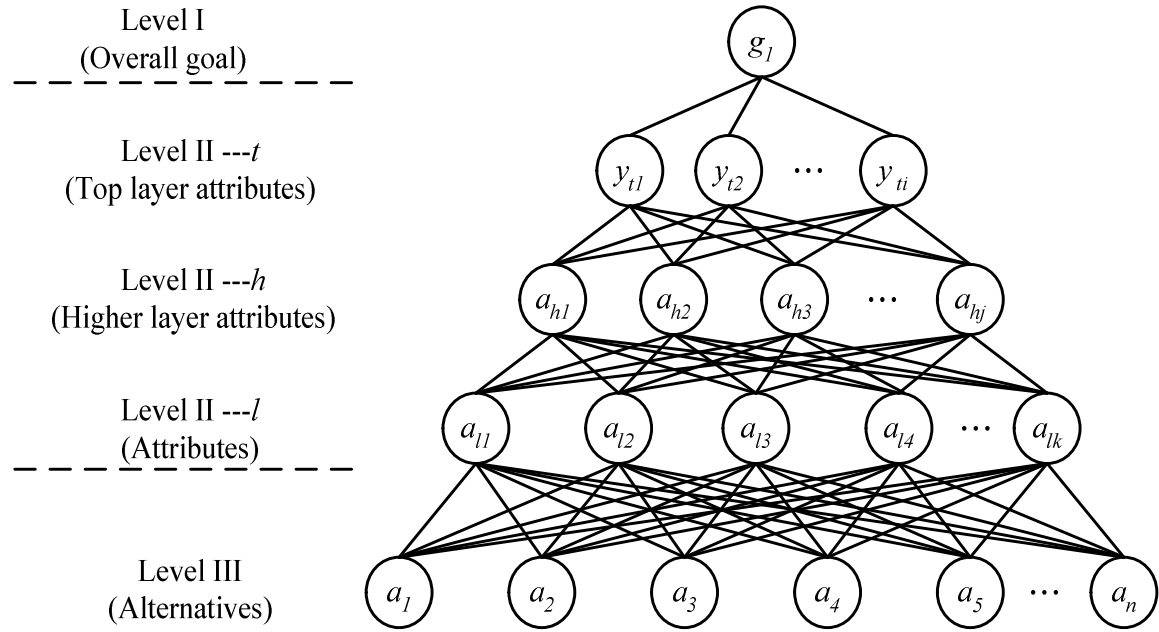 Level I
(Overall goal)
g1
Level II ---t
(Top layer attributes)
yt1 yt2 ... yti
Level II ---h
(Higher layer attributes)
ah1 ah2 ah3 ... ahj
Level II ---l
(Attributes)
al1 al2 al3 al4 ... alk
Level III
(Alternatives)
a1 a2 a3 a4 a5 ... an